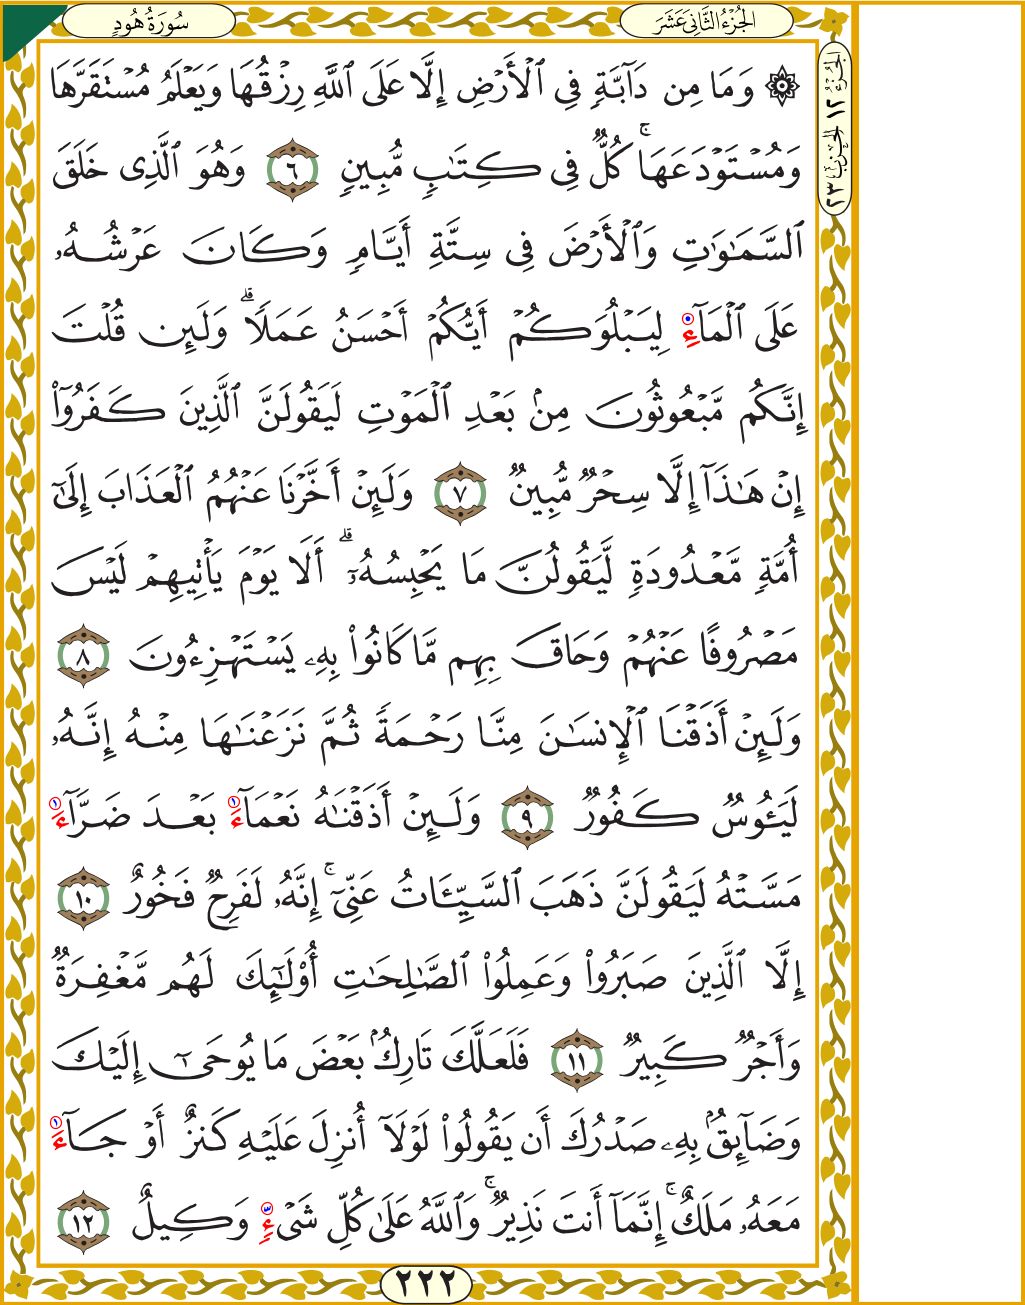 الجُزْءُ الثَّانِي عَشَرَ
سُورَةُ هُودٍ
الجُزْءُ ١٢ الحِزْبُ ٢٣
۞ وَمَا مِن دَآبَّةٍۢ فِى ٱلْأَرْضِ إِلَّا عَلَى ٱللَّهِ رِزْقُهَا وَيَعْلَمُ مُسْتَقَرَّهَا
وَمُسْتَوْدَعَهَا ۚ كُلٌّۭ فِى كِتَـٰبٍۢ مُّبِينٍۢ ٦ وَهُوَ ٱلَّذِى خَلَقَ
ٱلسَّمَـٰوَٰتِ وَٱلْأَرْضَ فِى سِتَّةِ أَيَّامٍۢ وَكَانَ عَرْشُهُۥ
عَلَى ٱلْمَآءِ لِيَبْلُوَكُمْ أَيُّكُمْ أَحْسَنُ عَمَلًۭا ۗ وَلَئِن قُلْتَ
إِنَّكُم مَّبْعُوثُونَ مِنۢ بَعْدِ ٱلْمَوْتِ لَيَقُولَنَّ ٱلَّذِينَ كَفَرُوٓا۟
إِنْ هَـٰذَآ إِلَّا سِحْرٌۭ مُّبِينٌۭ ٧ وَلَئِنْ أَخَّرْنَا عَنْهُمُ ٱلْعَذَابَ إِلَىٰٓ
أُمَّةٍۢ مَّعْدُودَةٍۢ لَّيَقُولُنَّ مَا يَحْبِسُهُۥٓ ۗ أَلَا يَوْمَ يَأْتِيهِمْ لَيْسَ
مَصْرُوفًا عَنْهُمْ وَحَاقَ بِهِم مَّا كَانُوا۟ بِهِۦ يَسْتَهْزِءُونَ ٨
وَلَئِنْ أَذَقْنَا ٱلْإِنسَـٰنَ مِنَّا رَحْمَةًۭ ثُمَّ نَزَعْنَـٰهَا مِنْهُ إِنَّهُۥ
لَيَـُٔوسٌۭ كَفُورٌۭ ٩ وَلَئِنْ أَذَقْنَـٰهُ نَعْمَآءَ بَعْدَ ضَرَّآءَ
مَسَّتْهُ لَيَقُولَنَّ ذَهَبَ ٱلسَّيِّـَٔاتُ عَنِّىٓ ۚ إِنَّهُۥ لَفَرِحٌۭ فَخُورٌ ١٠
إِلَّا ٱلَّذِينَ صَبَرُوا۟ وَعَمِلُوا۟ ٱلصَّـٰلِحَـٰتِ أُو۟لَـٰٓئِكَ لَهُم مَّغْفِرَةٌۭ
وَأَجْرٌۭ كَبِيرٌۭ ١١ فَلَعَلَّكَ تَارِكٌۢ بَعْضَ مَا يُوحَىٰٓ إِلَيْكَ
وَضَآئِقٌۢ بِهِۦ صَدْرُكَ أَن يَقُولُوا۟ لَوْلَآ أُنزِلَ عَلَيْهِ كَنزٌ أَوْ جَآءَ
مَعَهُۥ مَلَكٌ ۚ إِنَّمَآ أَنتَ نَذِيرٌۭ ۚ وَٱللَّهُ عَلَىٰ كُلِّ شَىْءٍۢ وَكِيلٌ ١٢
٢٢٢